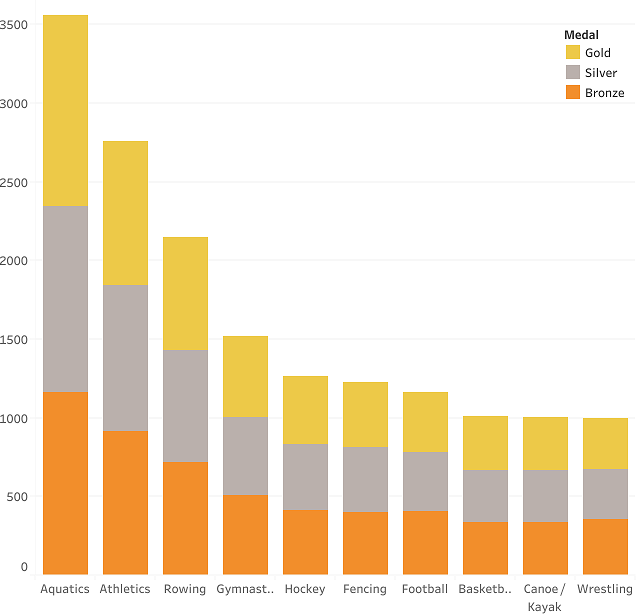 3500
3000
2500
2000
1500
1000
500
0
Medal
Gold
Silver
Bronze
Aquatics Athletics Rowing Gymnast.. Hockey Fencing Football Basketb.. Canoe/ Wrestling
Kayak